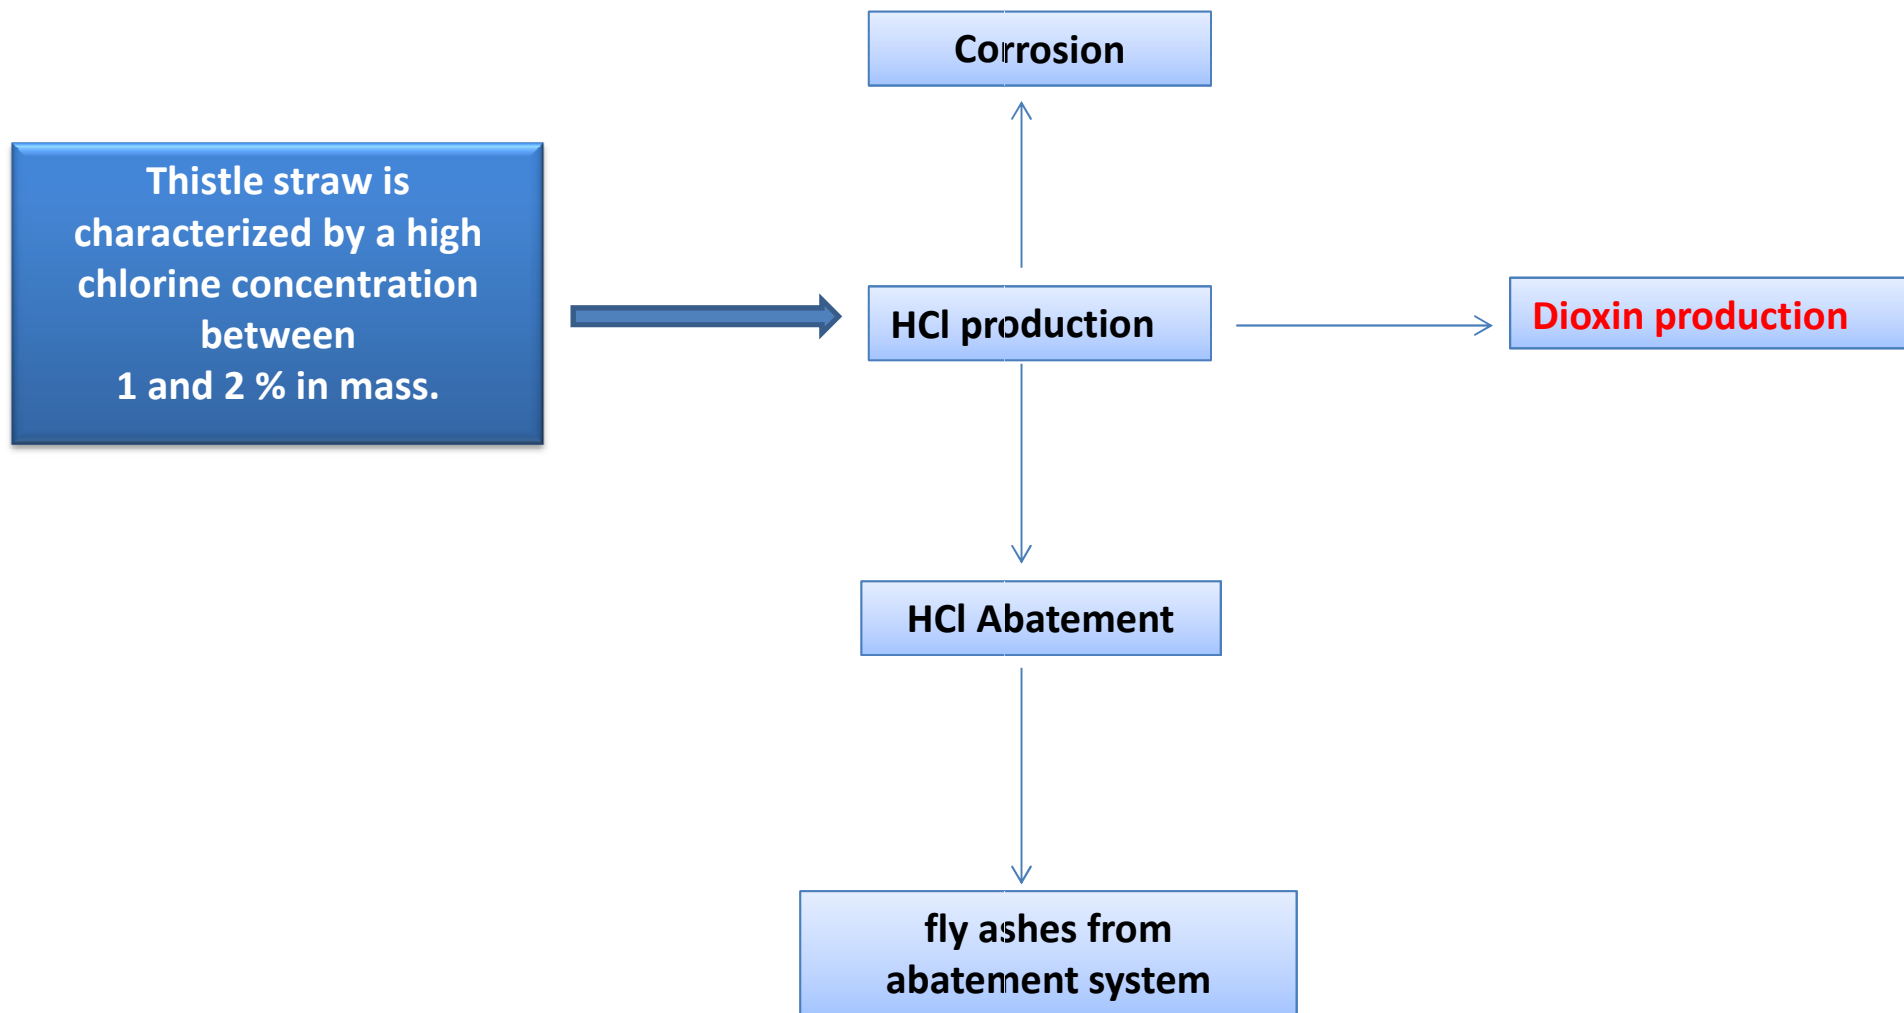 Corrosion
Thistle straw is
characterized by a high
chlorine concentration
between
1 and 2 % in mass.
HCl production
Dioxin production
HCl Abatement
fly ashes from
abatement system